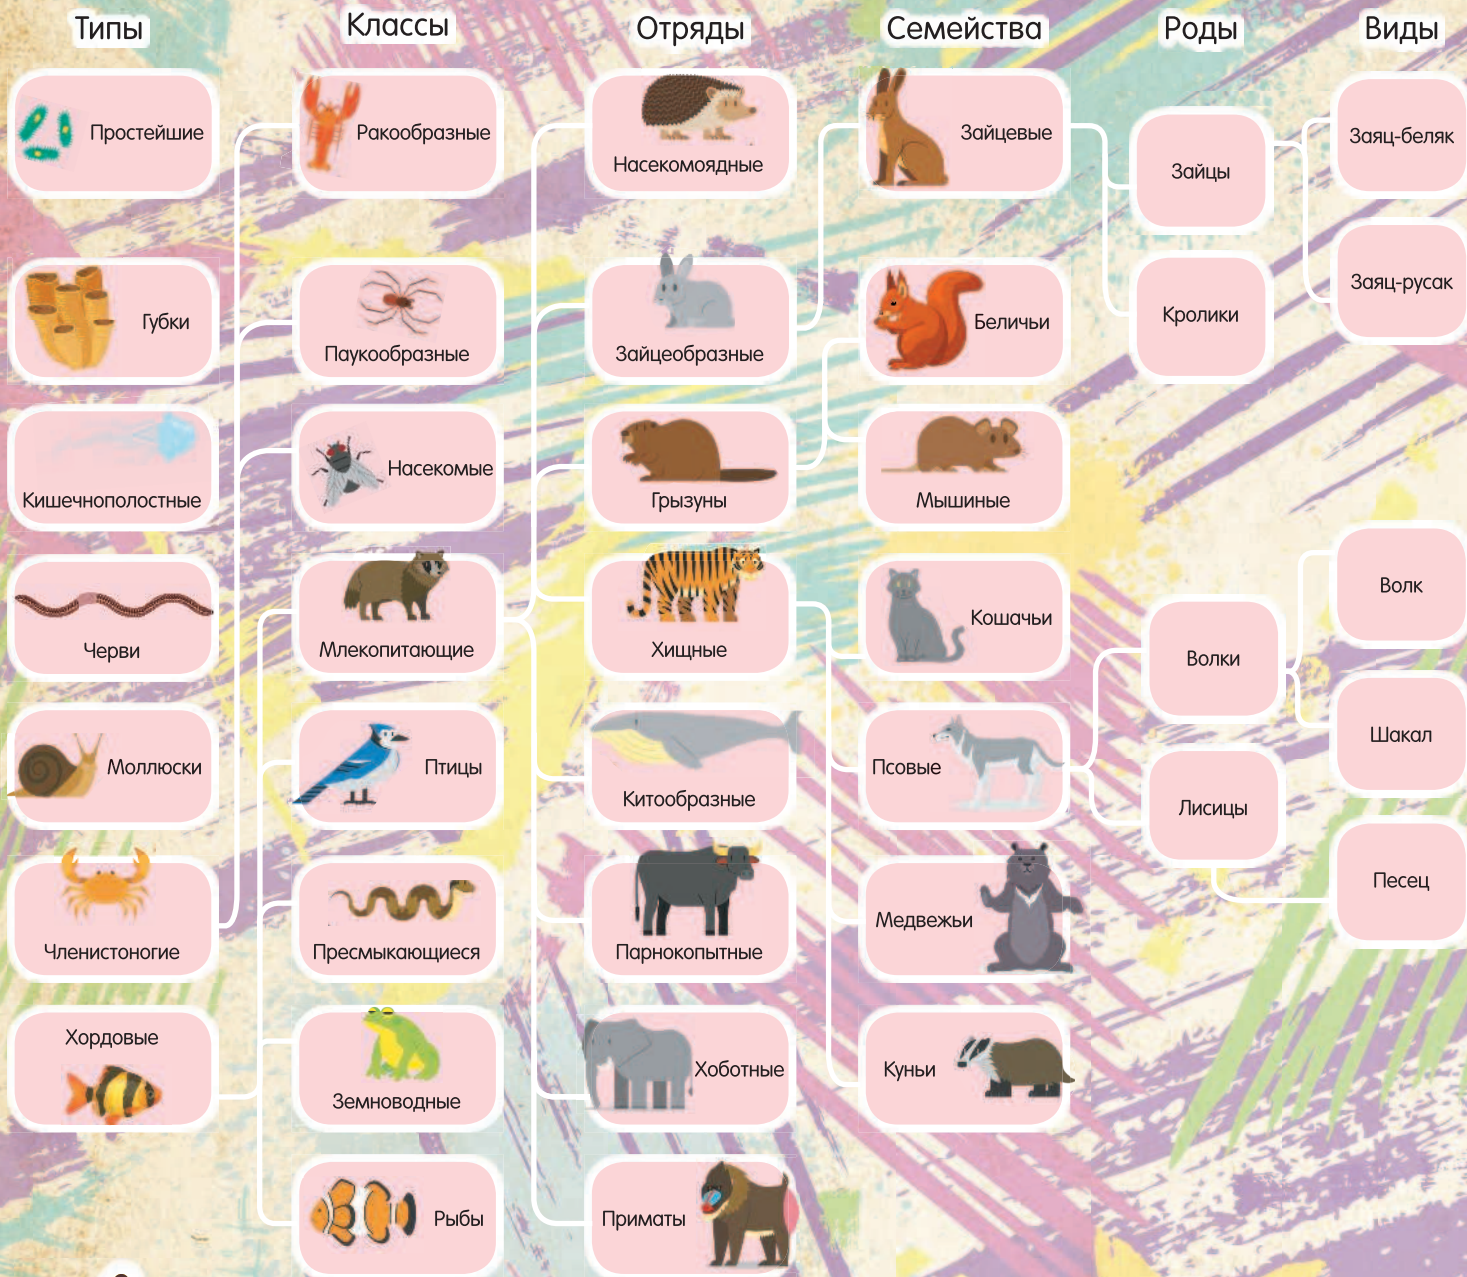 Типы
Классы
Отряды
Семейства
Роды
Виды
Простейшие
Губки
Кишечнополостные
Черви
Моллюски
Членистоногие
Хордовые
Ракообразные
Паукообразные
Насекомые
Млекопитающие
Птицы
Пресмыкающиеся
Земноводные
Рыбы
Насекомоядные
Зайцеобразные
Грызуны
Хищные
Китообразные
Парнокопытные
Хоботные
Приматы
Зайцевые
Беличьи
Мышиные
Кошачьи
Псовые
Медвежьи
Куньи
Зайцы
Кролики
Волки
Лисицы
Заяц-беляк
Заяц-русак
Волк
Шакал
Песец